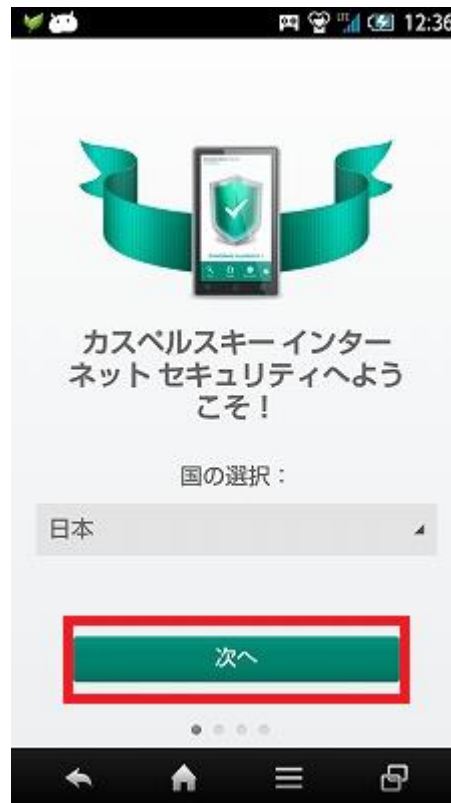 LTE 12:36
カスペルスキー インター
ネット セキュリティへよう
こそ！
国の選択：
日本
次へ